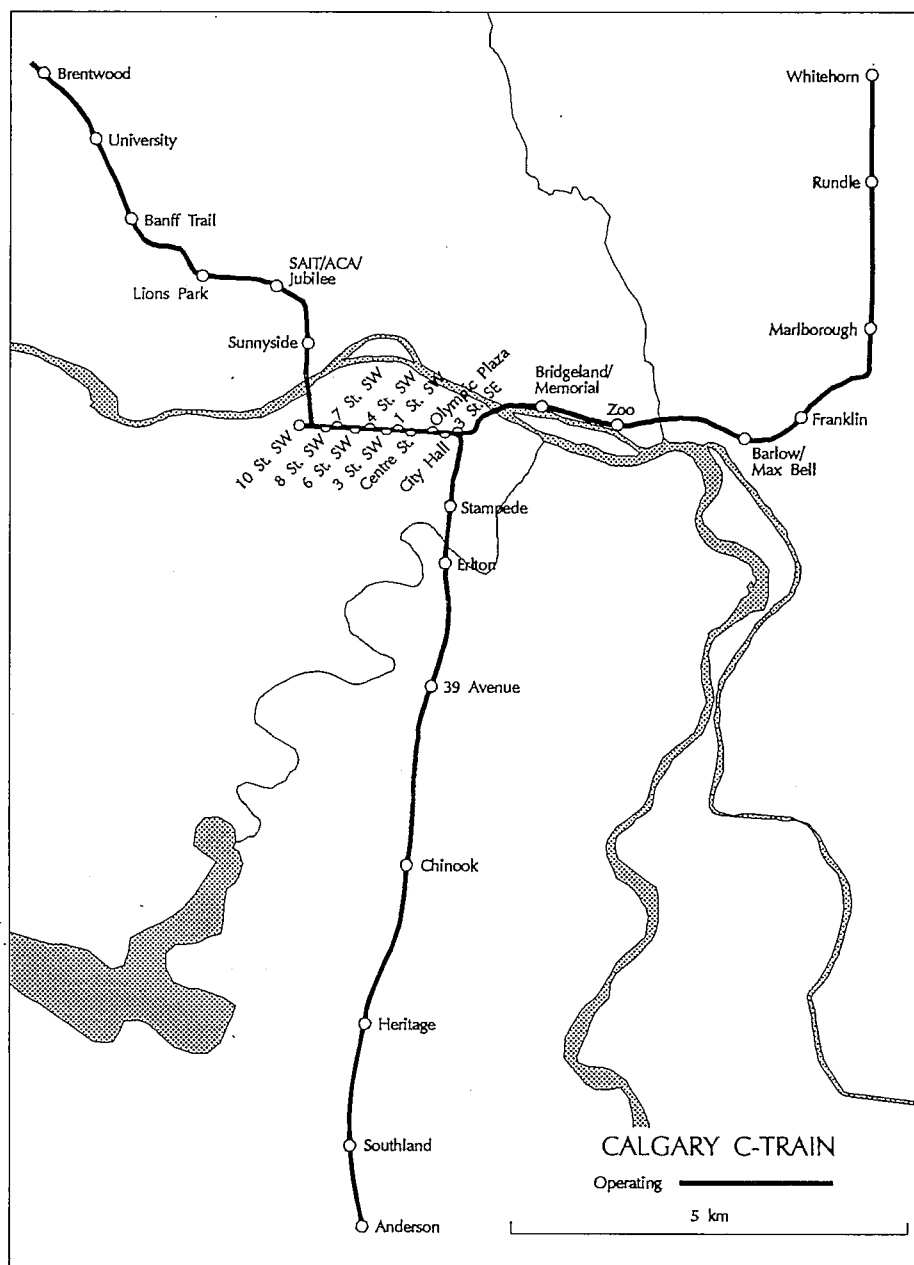 Brentwood
Whitehorn
University
Rundle
Banff Trail
SAIT/ACA/
Jubilee
Lions Park
Marlborough
Sunnyside
Bridgeland/
Memorial
Zoo
Franklin
Barlow/
Max Bell
10 St. SW
8 St. SW
7 St. SW
6 St. SW
4 St. SW
3 St. SW
1 St. SW
Centre St.
Olympic Plaza
City Hall
3 St. SE
Stampede
Erlton
39 Avenue
Chinook
Heritage
Southland
Anderson
CALGARY C-TRAIN
Operating
5 km